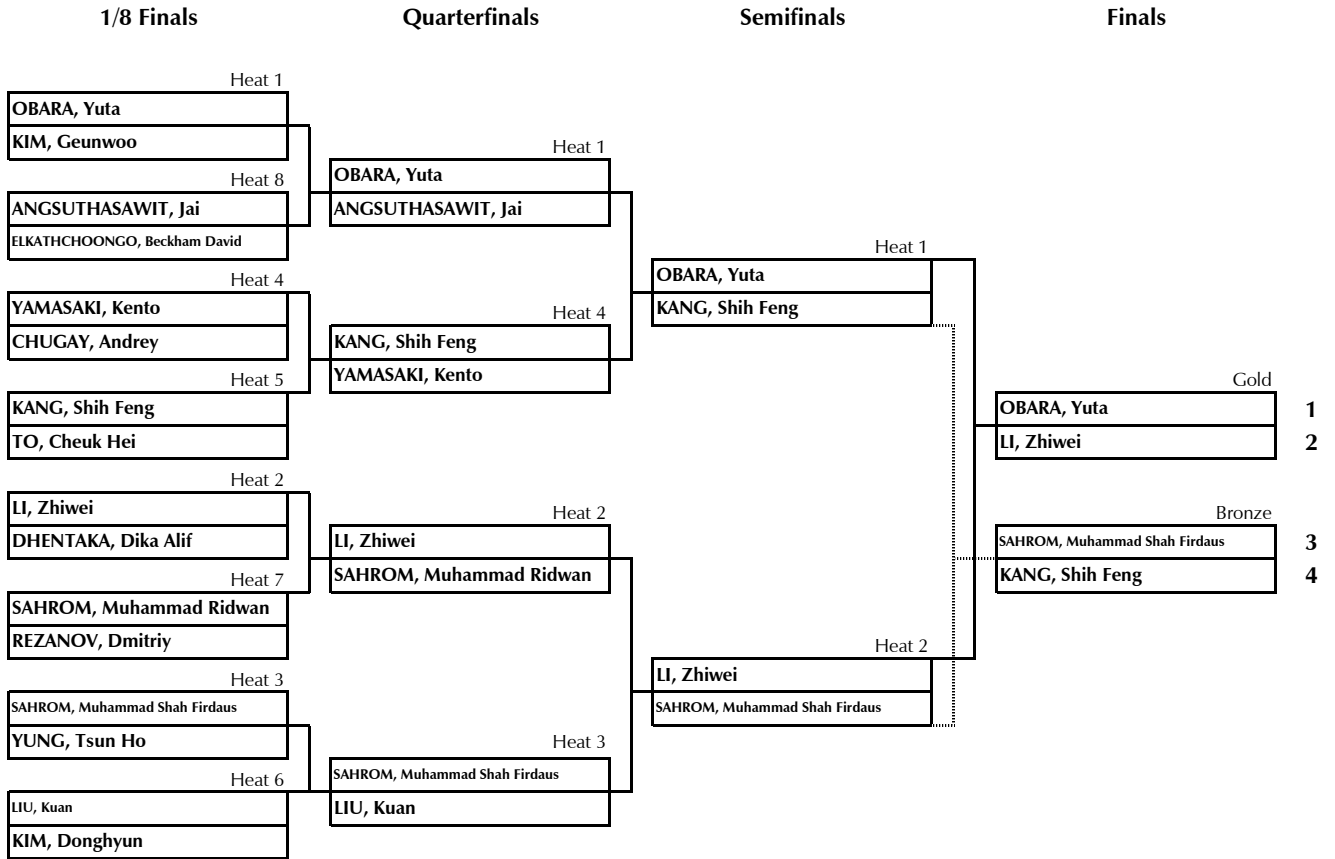 1/8 Finals
Quarterfinals
Semifinals
Finals
Heat 1
OBARA, Yuta
KIM, Geunwoo
Heat 8
ANGSUTHASAWIT, Jai
ELKATHCHOONGO, Beckham David
Heat 4
YAMASAKI, Kento
CHUGAY, Andrey
Heat 5
KANG, Shih Feng
TO, Cheuk Hei
Heat 2
LI, Zhiwei
DHENTAKA, Dika Alif
Heat 7
SAHROM, Muhammad Ridwan
REZANOV, Dmitriy
Heat 3
SAHROM, Muhammad Shah Firdaus
YUNG, Tsun Ho
Heat 6
LIU, Kuan
KIM, Donghyun
Heat 1
OBARA, Yuta
ANGSUTHASAWIT, Jai
Heat 4
KANG, Shih Feng
YAMASAKI, Kento
Heat 2
LI, Zhiwei
SAHROM, Muhammad Ridwan
Heat 3
SAHROM, Muhammad Shah Firdaus
LIU, Kuan
Heat 1
OBARA, Yuta
KANG, Shih Feng
Heat 2
LI, Zhiwei
SAHROM, Muhammad Shah Firdaus
Gold
OBARA, Yuta 1
LI, Zhiwei 2
Bronze
SAHROM, Muhammad Shah Firdaus 3
KANG, Shih Feng 4